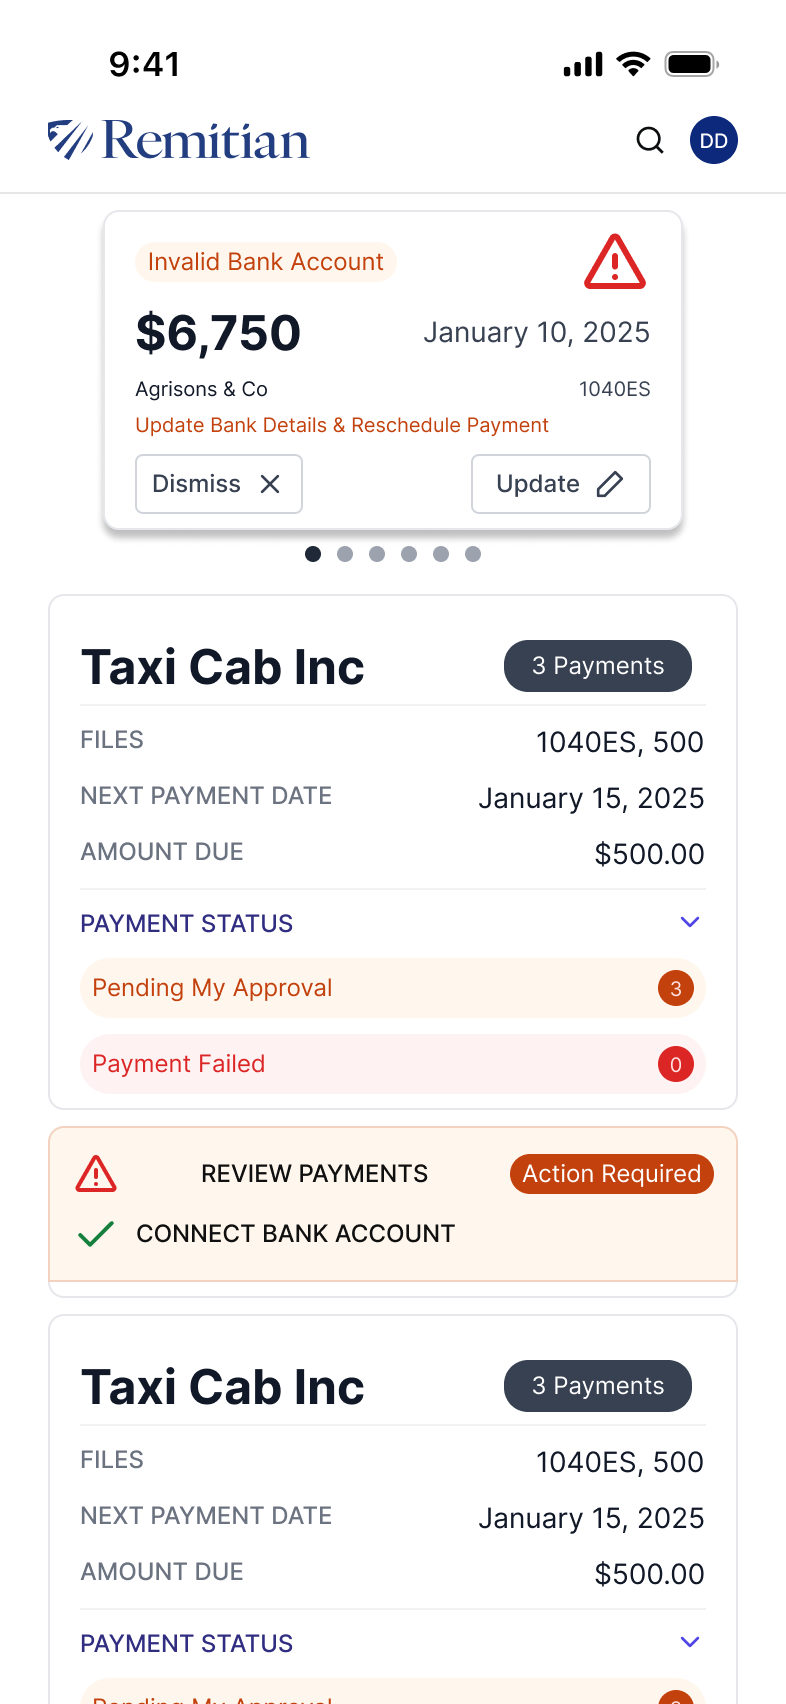 9:41
Remitian
DD
Invalid Bank Account
$6,750 January 10, 2025
Agrisons & Co 1040ES
Update Bank Details & Reschedule Payment
Dismiss Update
Taxi Cab Inc 3 Payments
FILES 1040ES, 500
NEXT PAYMENT DATE January 15, 2025
AMOUNT DUE $500.00
PAYMENT STATUS
Pending My Approval 3
Payment Failed 0
REVIEW PAYMENTS Action Required
CONNECT BANK ACCOUNT
Taxi Cab Inc 3 Payments
FILES 1040ES, 500
NEXT PAYMENT DATE January 15, 2025
AMOUNT DUE $500.00
PAYMENT STATUS
Pending My Approval